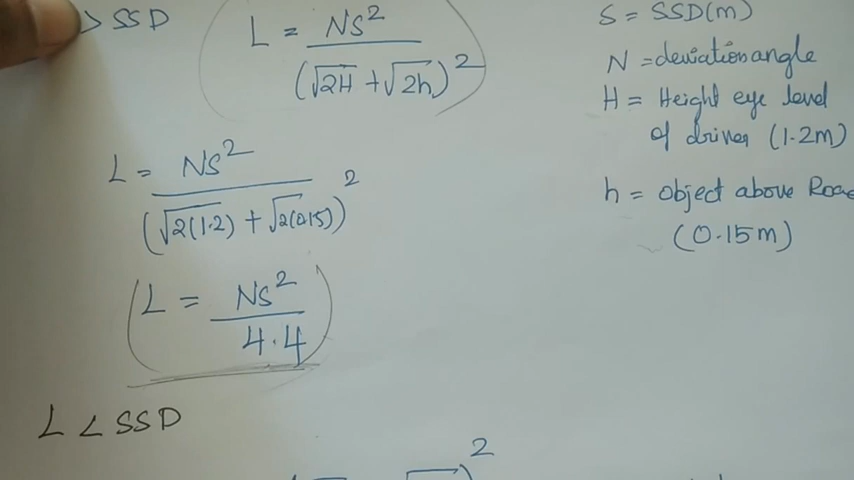 > SSD
L = NS²/(√2H + √2h)²
S = SSD(m)
N = deviation angle
H = Height eye level
of driver (1.2m)
h = object above Road
(0.15m)
L = NS²/(√2(1.2) + √2(0.15))²
L = NS²/4.4
L < SSD
2